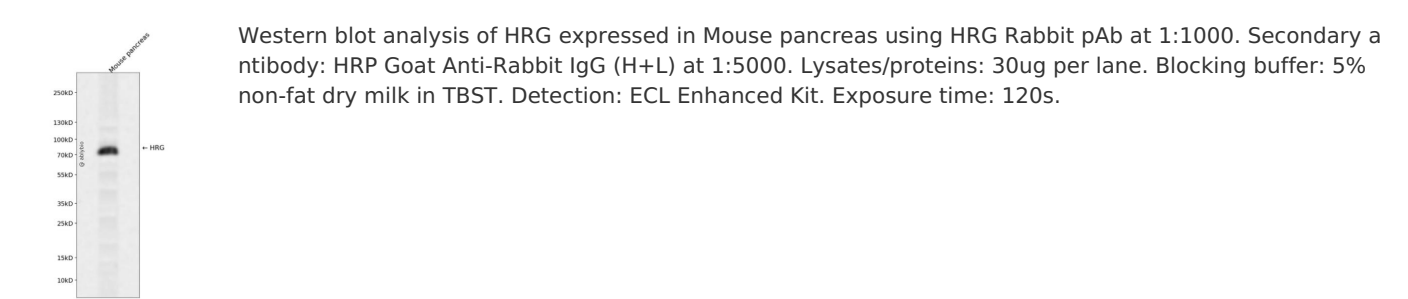 Mouse pancreas
Western blot analysis of HRG expressed in Mouse pancreas using HRG Rabbit pAb at 1:1000. Secondary a
ntibody: HRP Goat Anti-Rabbit IgG (H+L) at 1:5000. Lysates/proteins: 30ug per lane. Blocking buffer: 5%
non-fat dry milk in TBST. Detection: ECL Enhanced Kit. Exposure time: 120s.
250kD
130kD
100kD
← HRG
70kD
55kD
35kD
25kD
15kD
10kD